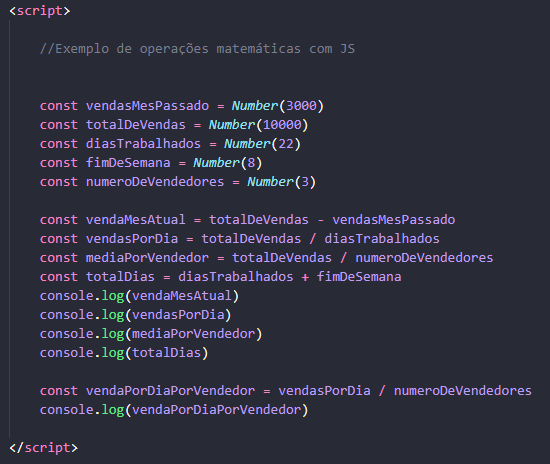 <script>
//Exemplo de operações matemáticas com JS
const vendasMesPassado = Number(3000)
const totalDeVendas = Number(10000)
const diasTrabalhados = Number(22)
const fimDeSemana = Number(8)
const numeroDeVendedores = Number(3)
const vendaMesAtual = totalDeVendas - vendasMesPassado
const vendasPorDia = totalDeVendas / diasTrabalhados
const mediaPorVendedor = totalDeVendas / numeroDeVendedores
const totalDias = diasTrabalhados + fimDeSemana
console.log(vendaMesAtual)
console.log(vendasPorDia)
console.log(mediaPorVendedor)
console.log(totalDias)
const vendaPorDiaPorVendedor = vendasPorDia / numeroDeVendedores
console.log(vendaPorDiaPorVendedor)
</script>